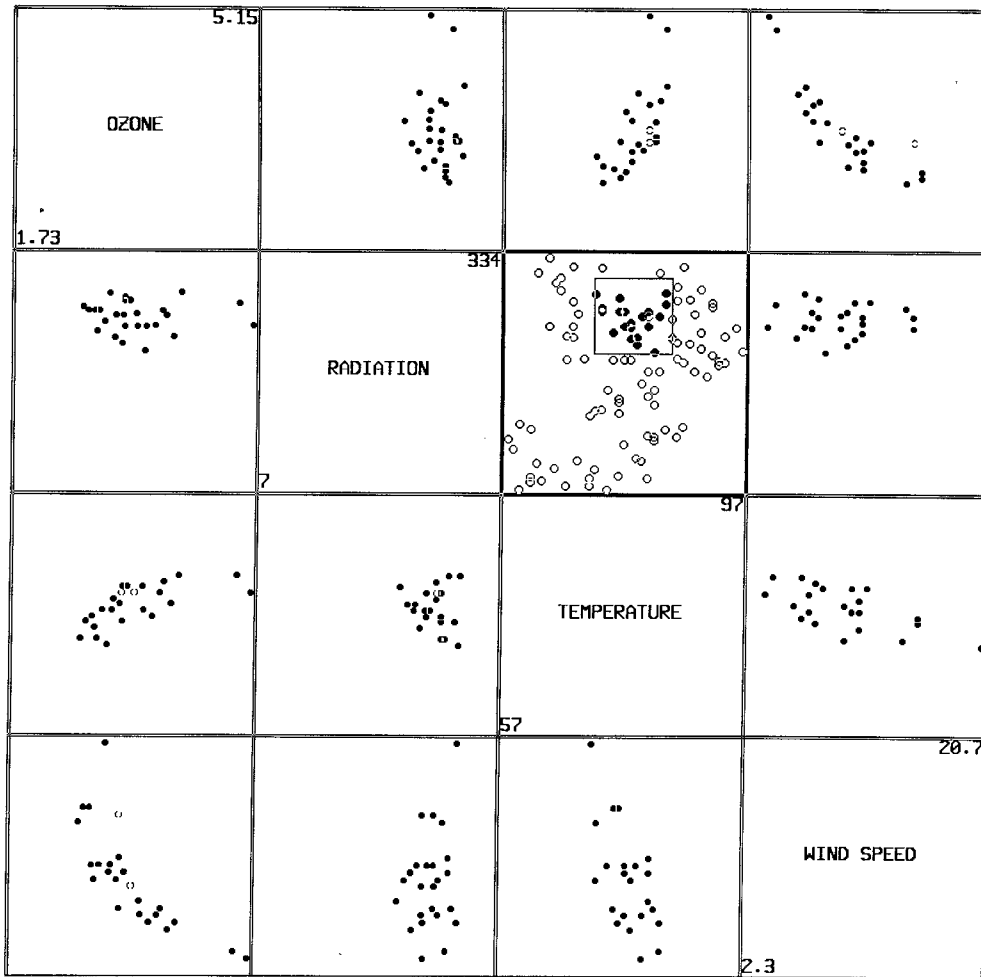 5.15
OZONE
1.73
334
RADIATION
7
97
TEMPERATURE
57
20.7
WIND SPEED
2.3